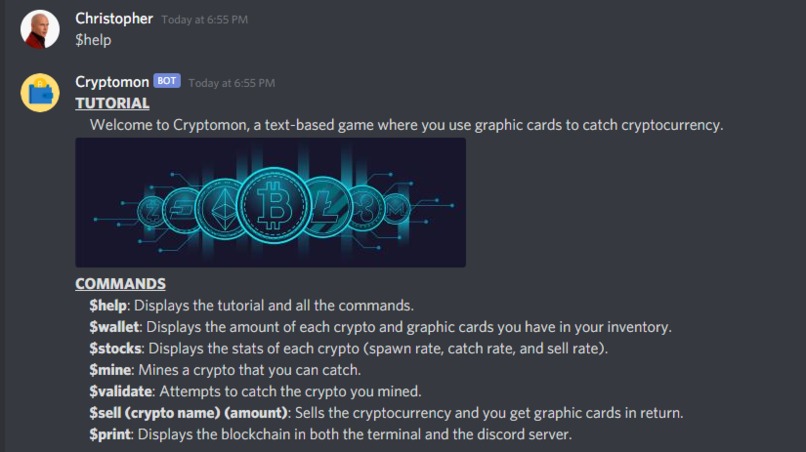 Christopher Today at 6:55 PM
$help
Cryptomon BOT Today at 6:55 PM
TUTORIAL
Welcome to Cryptomon, a text-based game where you use graphic cards to catch cryptocurrency.
COMMANDS
$help: Displays the tutorial and all the commands.
$wallet: Displays the amount of each crypto and graphic cards you have in your inventory.
$stocks: Displays the stats of each crypto (spawn rate, catch rate, and sell rate).
$mine: Mines a crypto that you can catch.
$validate: Attempts to catch the crypto you mined.
$sell (crypto name) (amount): Sells the cryptocurrency and you get graphic cards in return.
$print: Displays the blockchain in both the terminal and the discord server.